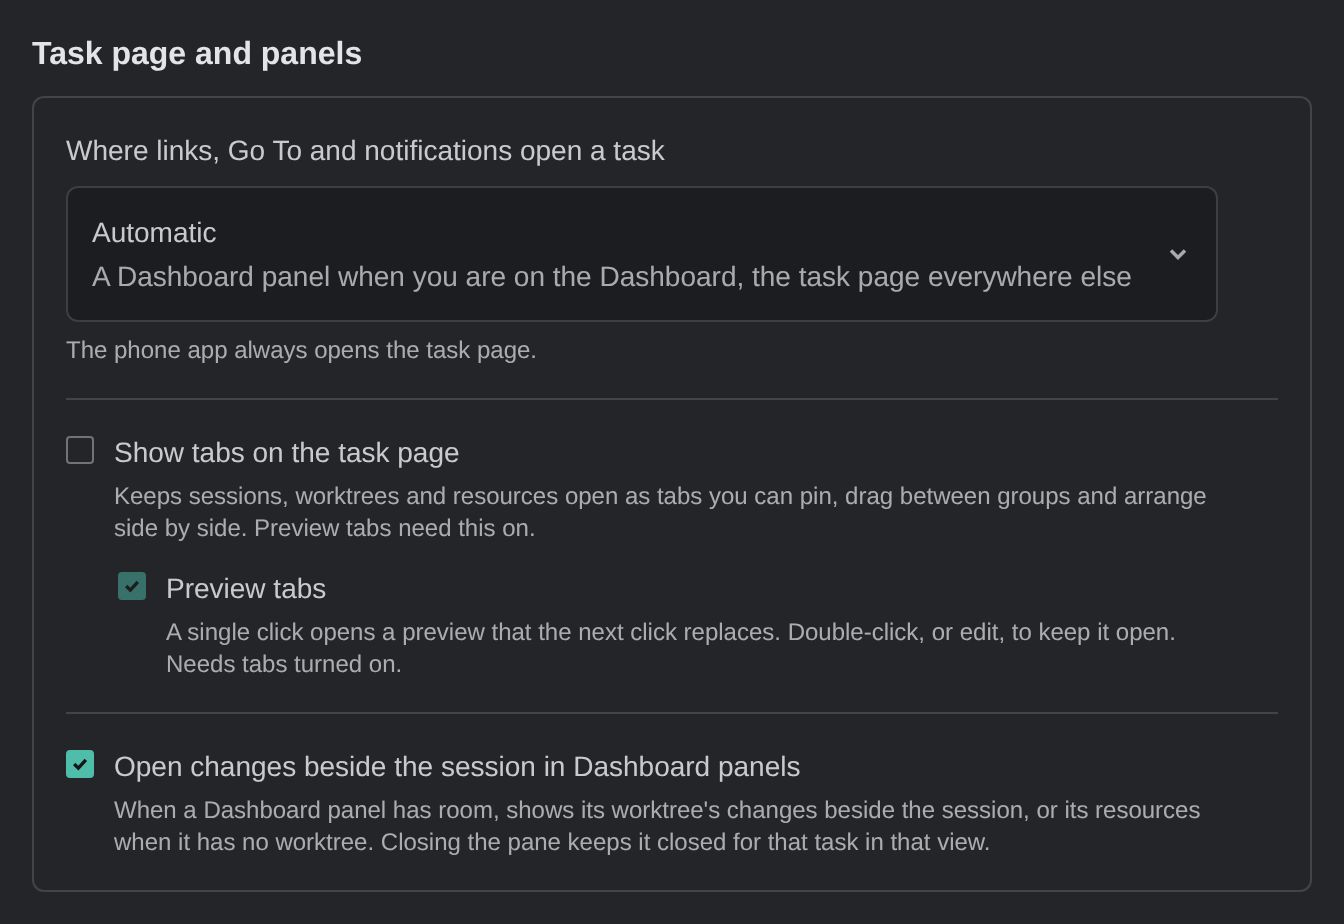 Task page and panels
Where links, Go To and notifications open a task
Automatic
A Dashboard panel when you are on the Dashboard, the task page everywhere else
The phone app always opens the task page.
Show tabs on the task page
Keeps sessions, worktrees and resources open as tabs you can pin, drag between groups and arrange
side by side. Preview tabs need this on.
Preview tabs
A single click opens a preview that the next click replaces. Double-click, or edit, to keep it open.
Needs tabs turned on.
Open changes beside the session in Dashboard panels
When a Dashboard panel has room, shows its worktree's changes beside the session, or its resources
when it has no worktree. Closing the pane keeps it closed for that task in that view.